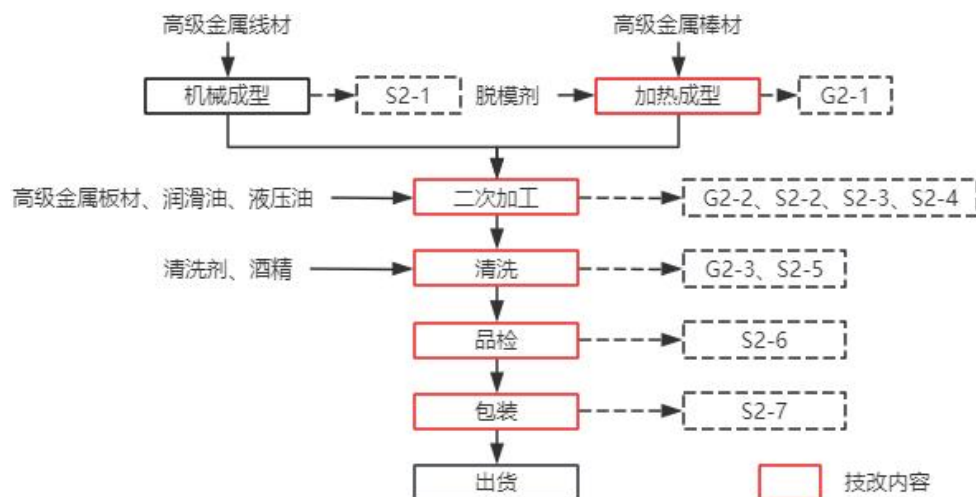 高级金属线材
高级金属棒材
机械成型
S2-1
脱模剂
加热成型
G2-1
高级金属板材、润滑油、液压油
二次加工
G2-2、S2-2、S2-3、S2-4
清洗剂、酒精
清洗
G2-3、S2-5
品检
S2-6
包装
S2-7
出货
技改内容